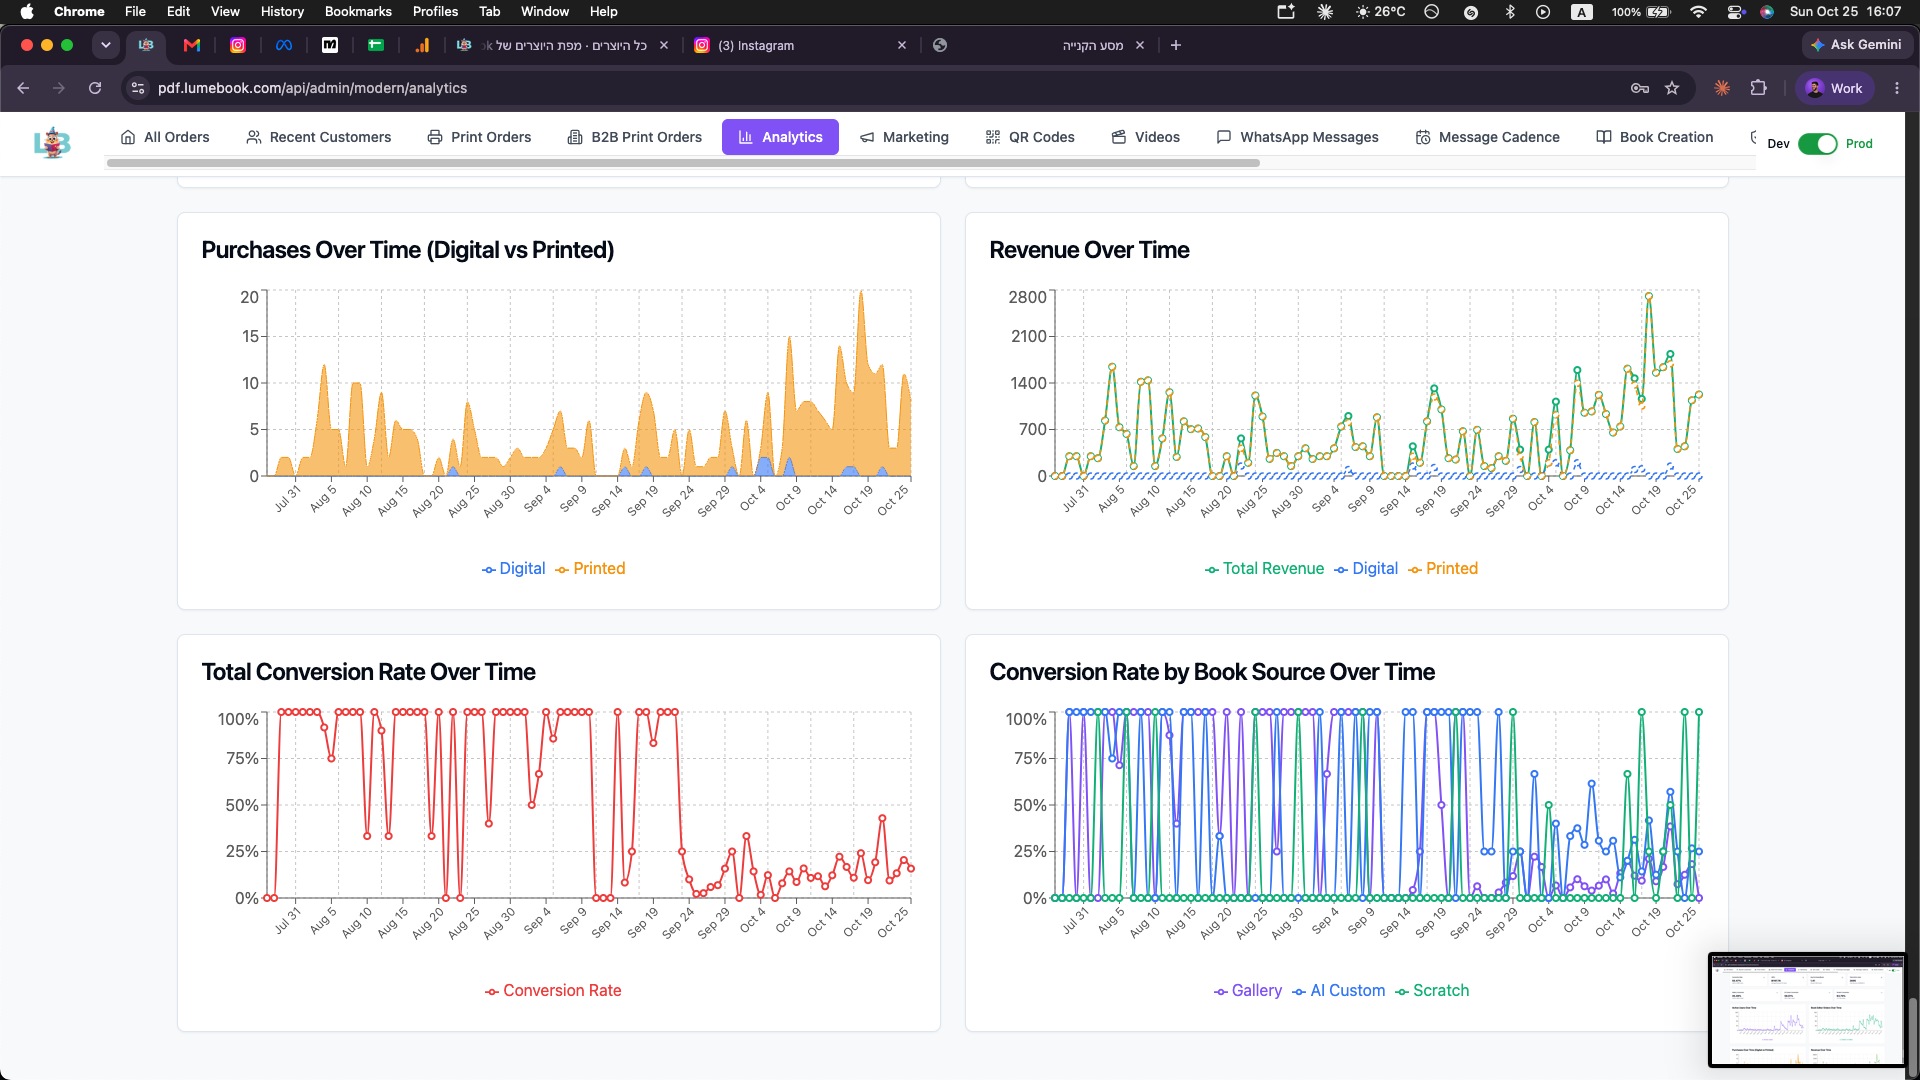 Chrome File Edit View History Bookmarks Profiles Tab Window Help 26°C A 100% Sun Oct 25 16:07
כל היוצרים · מפת היוצרים של
(3) Instagram
מסע הקנייה
Ask Gemini
pdf.lumebook.com/api/admin/modern/analytics
Work
LB All Orders Recent Customers Print Orders B2B Print Orders Analytics Marketing QR Codes Videos WhatsApp Messages Message Cadence Book Creation Dev Prod
Purchases Over Time (Digital vs Printed)
20
15
10
5
0
Jul 31 Aug 5 Aug 10 Aug 15 Aug 20 Aug 25 Aug 30 Sep 4 Sep 9 Sep 14 Sep 19 Sep 24 Sep 29 Oct 4 Oct 9 Oct 14 Oct 19 Oct 25
Digital Printed
Revenue Over Time
2800
2100
1400
700
0
Jul 31 Aug 5 Aug 10 Aug 15 Aug 20 Aug 25 Aug 30 Sep 4 Sep 9 Sep 14 Sep 19 Sep 24 Sep 29 Oct 4 Oct 9 Oct 14 Oct 19 Oct 25
Total Revenue Digital Printed
Total Conversion Rate Over Time
100%
75%
50%
25%
0%
Jul 31 Aug 5 Aug 10 Aug 15 Aug 20 Aug 25 Aug 30 Sep 4 Sep 9 Sep 14 Sep 19 Sep 24 Sep 29 Oct 4 Oct 9 Oct 14 Oct 19 Oct 25
Conversion Rate
Conversion Rate by Book Source Over Time
100%
75%
50%
25%
0%
Jul 31 Aug 5 Aug 10 Aug 15 Aug 20 Aug 25 Aug 30 Sep 4 Sep 9 Sep 14 Sep 19 Sep 24 Sep 29 Oct 4 Oct 9 Oct 14 Oct 19 Oct 25
Gallery AI Custom Scratch